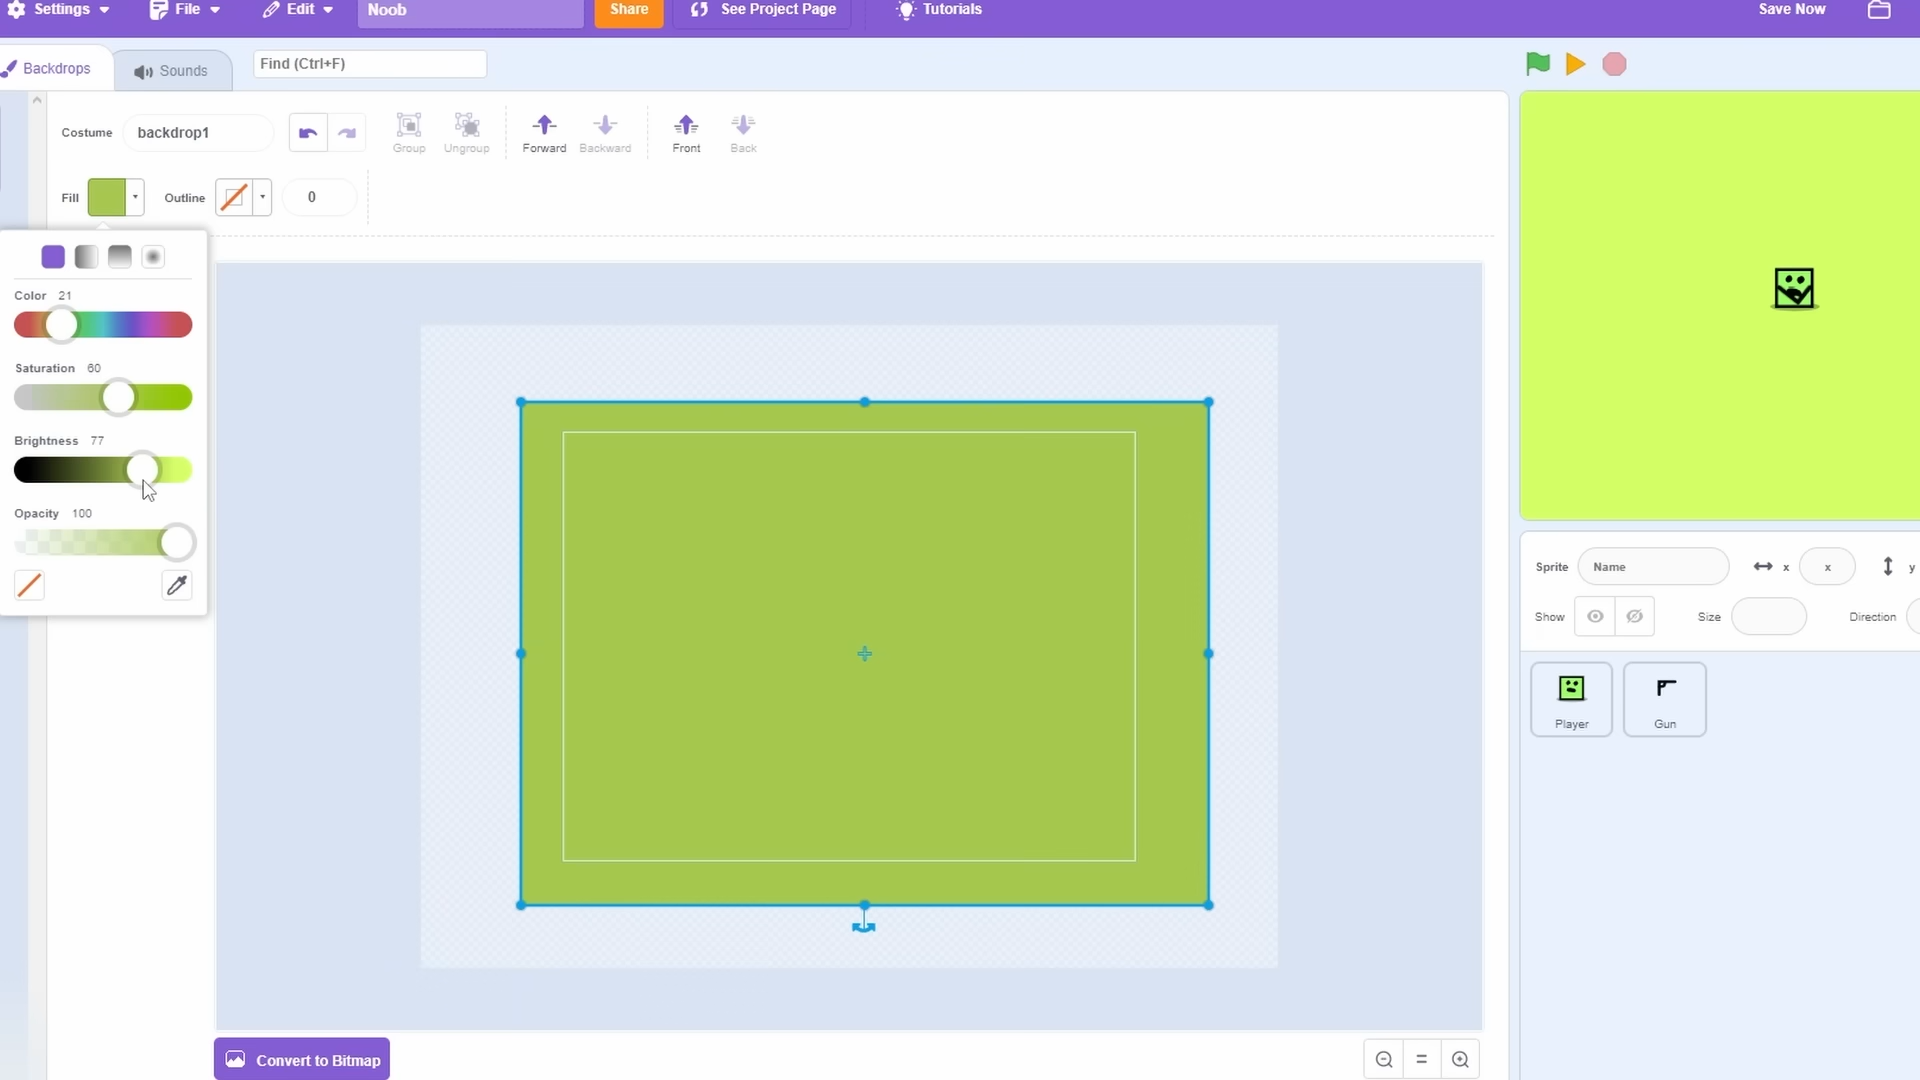 Settings File Edit Noob Share See Project Page Tutorials Save Now
Backdrops Sounds Find (Ctrl+F)
Costume backdrop1 Group Ungroup Forward Backward Front Back
Fill Outline 0
Color 21
Saturation 60
Brightness 77
Opacity 100
Convert to Bitmap
Sprite Name x x y
Show Size Direction
Player Gun